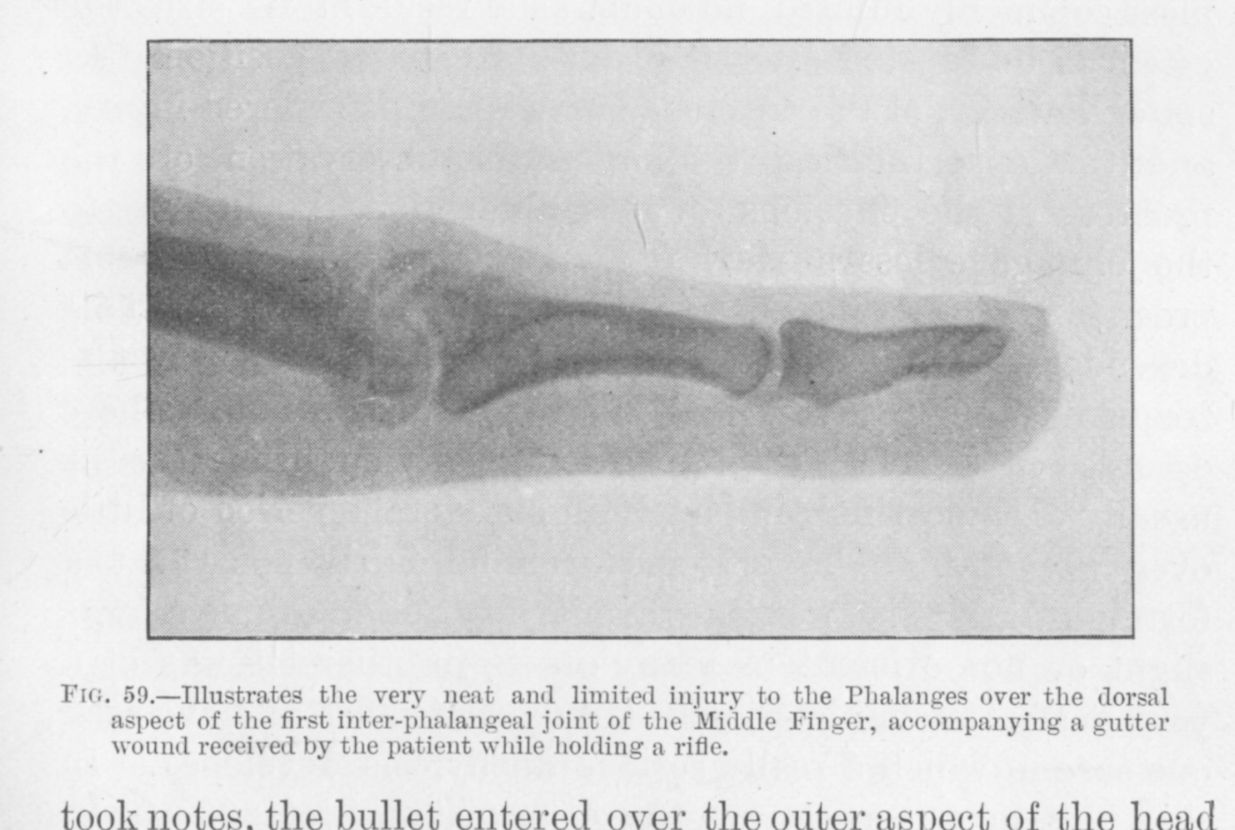 FIG. 59.—Illustrates the very neat and limited injury to the Phalanges over the dorsal
aspect of the first inter-phalangeal joint of the Middle Finger, accompanying a gutter
wound received by the patient while holding a rifle.
took notes, the bullet entered over the outer aspect of the head